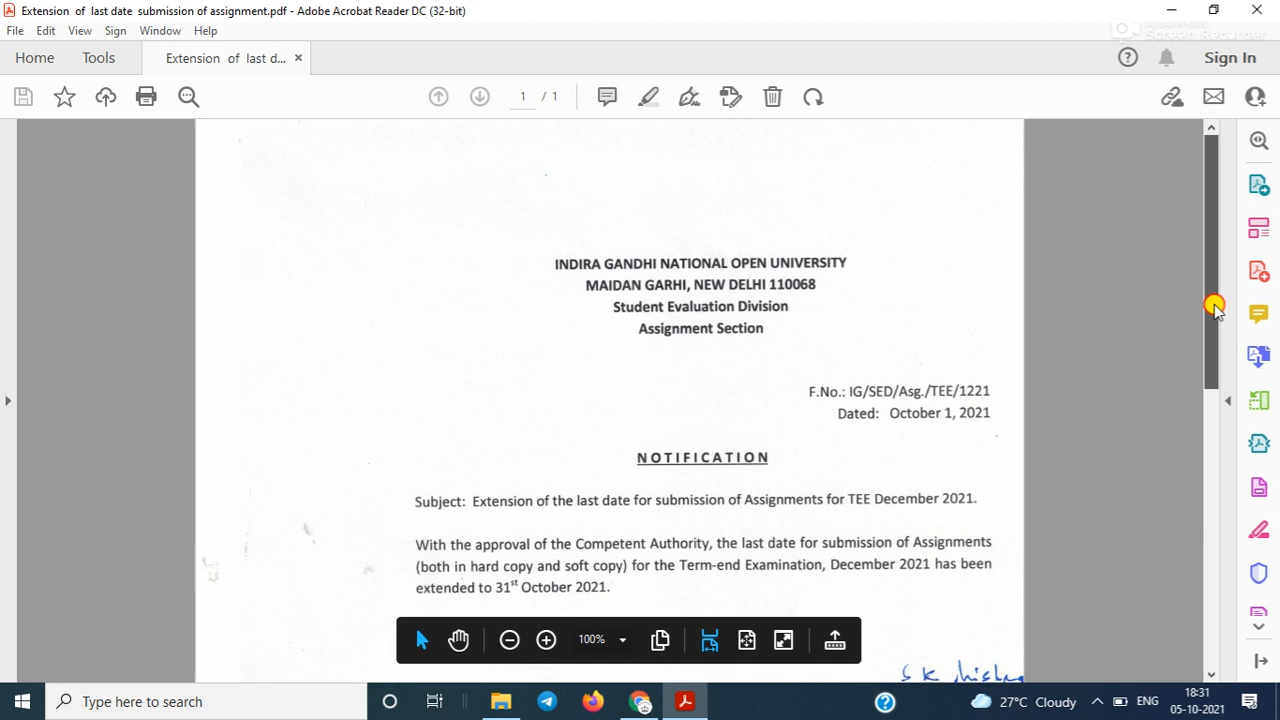 Extension of last date submission of assignment.pdf - Adobe Acrobat Reader DC (32-bit)
File Edit View Sign Window Help
Screen Recorder
Home Tools Extension of last d... Sign In
1 / 1
INDIRA GANDHI NATIONAL OPEN UNIVERSITY
MAIDAN GARHI, NEW DELHI 110068
Student Evaluation Division
Assignment Section
F.No.: IG/SED/Asg./TEE/1221
Dated: October 1, 2021
NOTIFICATION
Subject: Extension of the last date for submission of Assignments for TEE December 2021.
With the approval of the Competent Authority, the last date for submission of Assignments
(both in hard copy and soft copy) for the Term-end Examination, December 2021 has been
extended to 31st October 2021.
100%
Type here to search
27°C Cloudy
ENG
18:31
05-10-2021